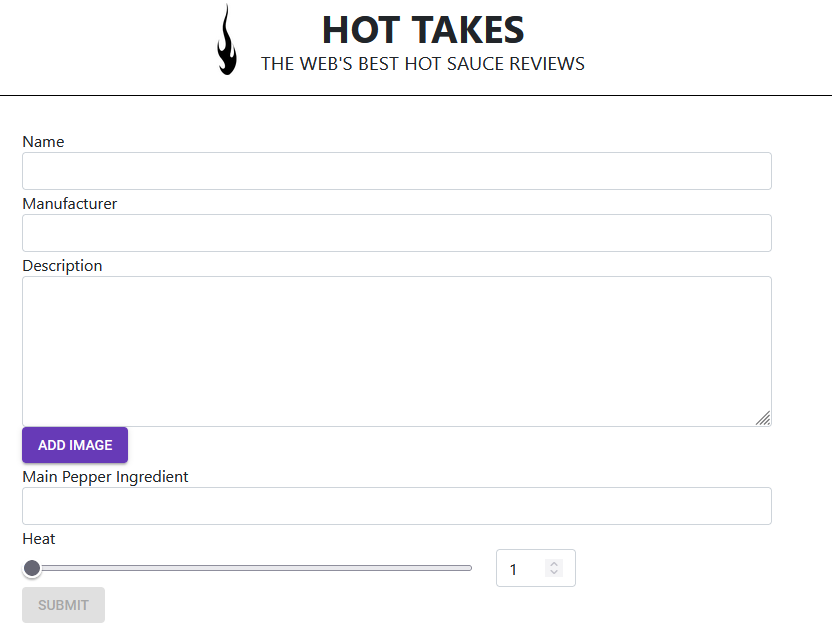 HOT TAKES
THE WEB'S BEST HOT SAUCE REVIEWS
Name
Manufacturer
Description
ADD IMAGE
Main Pepper Ingredient
Heat
1
SUBMIT